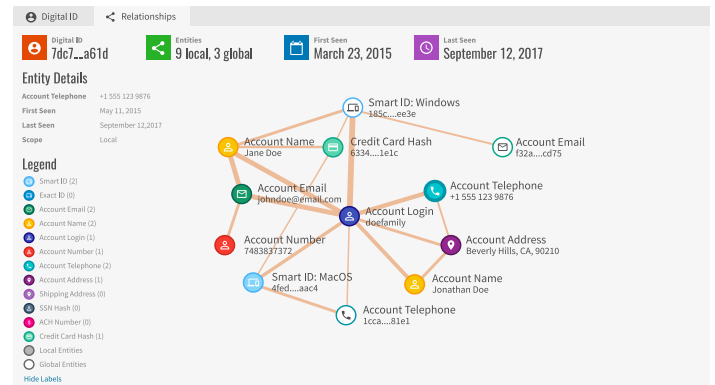 Digital ID
Relationships
Digital ID
7dc7__a61d
Entities
9 local, 3 global
First Seen
March 23, 2015
Last Seen
September 12, 2017
Entity Details
Account Telephone +1 555 123 9876
First Seen May 11, 2015
Last Seen September 12,2017
Scope Local
Legend
Smart ID (2)
Exact ID (0)
Account Email (2)
Account Name (2)
Account Login (1)
Account Number (1)
Account Telephone (2)
Account Address (1)
Shipping Address (0)
SSN Hash (0)
ACH Number (0)
Credit Card Hash (1)
Local Entities
Global Entities
Hide Labels
Smart ID: Windows
185c....ee3e
Account Name
Jane Doe
Credit Card Hash
6334....1e1c
Account Email
f32a....cd75
Account Email
johndoe@email.com
Account Telephone
+1 555 123 9876
Account Login
doefamily
Account Number
7483837372
Account Address
Beverly Hills, CA, 90210
Smart ID: MacOS
4fed....aac4
Account Name
Jonathan Doe
Account Telephone
1cca....81e1